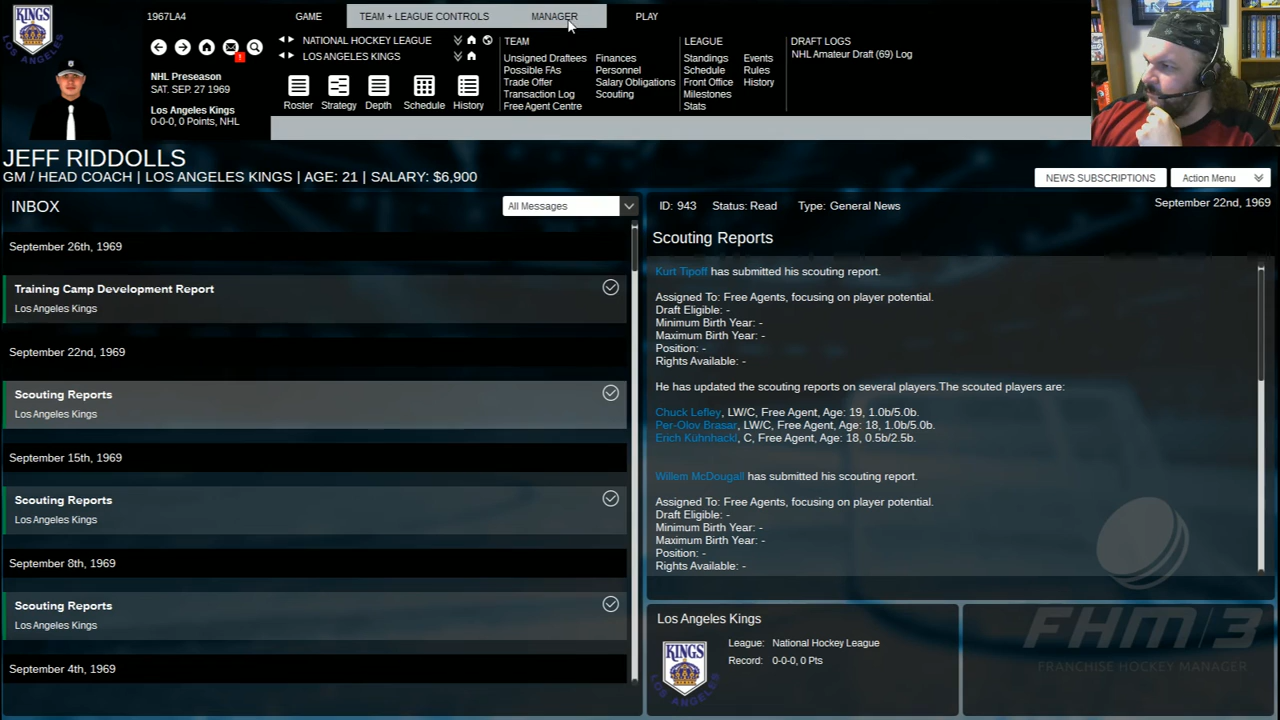 KINGS
LOS ANGELES
1967LA4
GAME
TEAM + LEAGUE CONTROLS
MANAGER
PLAY
NHL Preseason
SAT. SEP. 27 1969
Los Angeles Kings
0-0-0, 0 Points, NHL
NATIONAL HOCKEY LEAGUE
LOS ANGELES KINGS
Roster
Strategy
Depth
Schedule
History
TEAM
Unsigned Draftees
Possible FAs
Trade Offer
Transaction Log
Free Agent Centre
Finances
Personnel
Salary Obligations
Scouting
LEAGUE
Standings
Schedule
Front Office
Milestones
Stats
Events
Rules
History
DRAFT LOGS
NHL Amateur Draft (69) Log
JEFF RIDDOLLS
GM / HEAD COACH | LOS ANGELES KINGS | AGE: 21 | SALARY: $6,900
NEWS SUBSCRIPTIONS
Action Menu
INBOX
All Messages
September 26th, 1969
Training Camp Development Report
Los Angeles Kings
September 22nd, 1969
Scouting Reports
Los Angeles Kings
September 15th, 1969
Scouting Reports
Los Angeles Kings
September 8th, 1969
Scouting Reports
Los Angeles Kings
September 4th, 1969
ID: 943 Status: Read Type: General News
September 22nd, 1969
Scouting Reports
Kurt Tipoff has submitted his scouting report.
Assigned To: Free Agents, focusing on player potential.
Draft Eligible: -
Minimum Birth Year: -
Maximum Birth Year: -
Position: -
Rights Available: -
He has updated the scouting reports on several players.The scouted players are:
Chuck Lefley, LW/C, Free Agent, Age: 19, 1.0b/5.0b.
Per-Olov Brasar, LW/C, Free Agent, Age: 18, 1.0b/5.0b.
Erich Kuhnhackl, C, Free Agent, Age: 18, 0.5b/2.5b.
Willem McDougall has submitted his scouting report.
Assigned To: Free Agents, focusing on player potential.
Draft Eligible: -
Minimum Birth Year: -
Maximum Birth Year: -
Position: -
Rights Available: -
Los Angeles Kings
KINGS
LOS ANGELES
League: National Hockey League
Record: 0-0-0, 0 Pts
FHM|3
FRANCHISE HOCKEY MANAGER